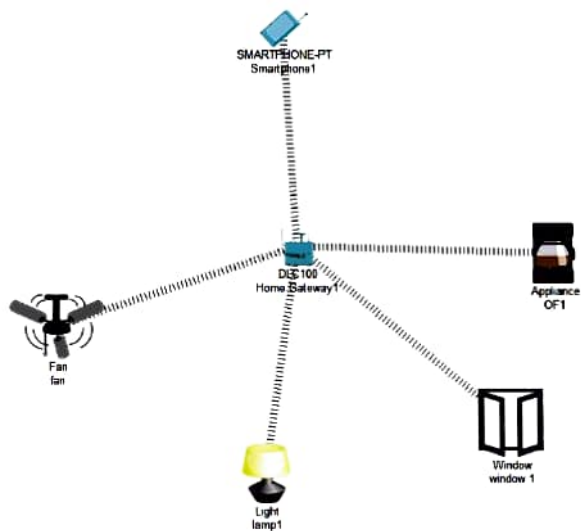 SMARTPHONE-PT
Smartphone1
DLC100
Home Gateway1
Appliance
OF1
Fan
fan
Window
window 1
Light
lamp1